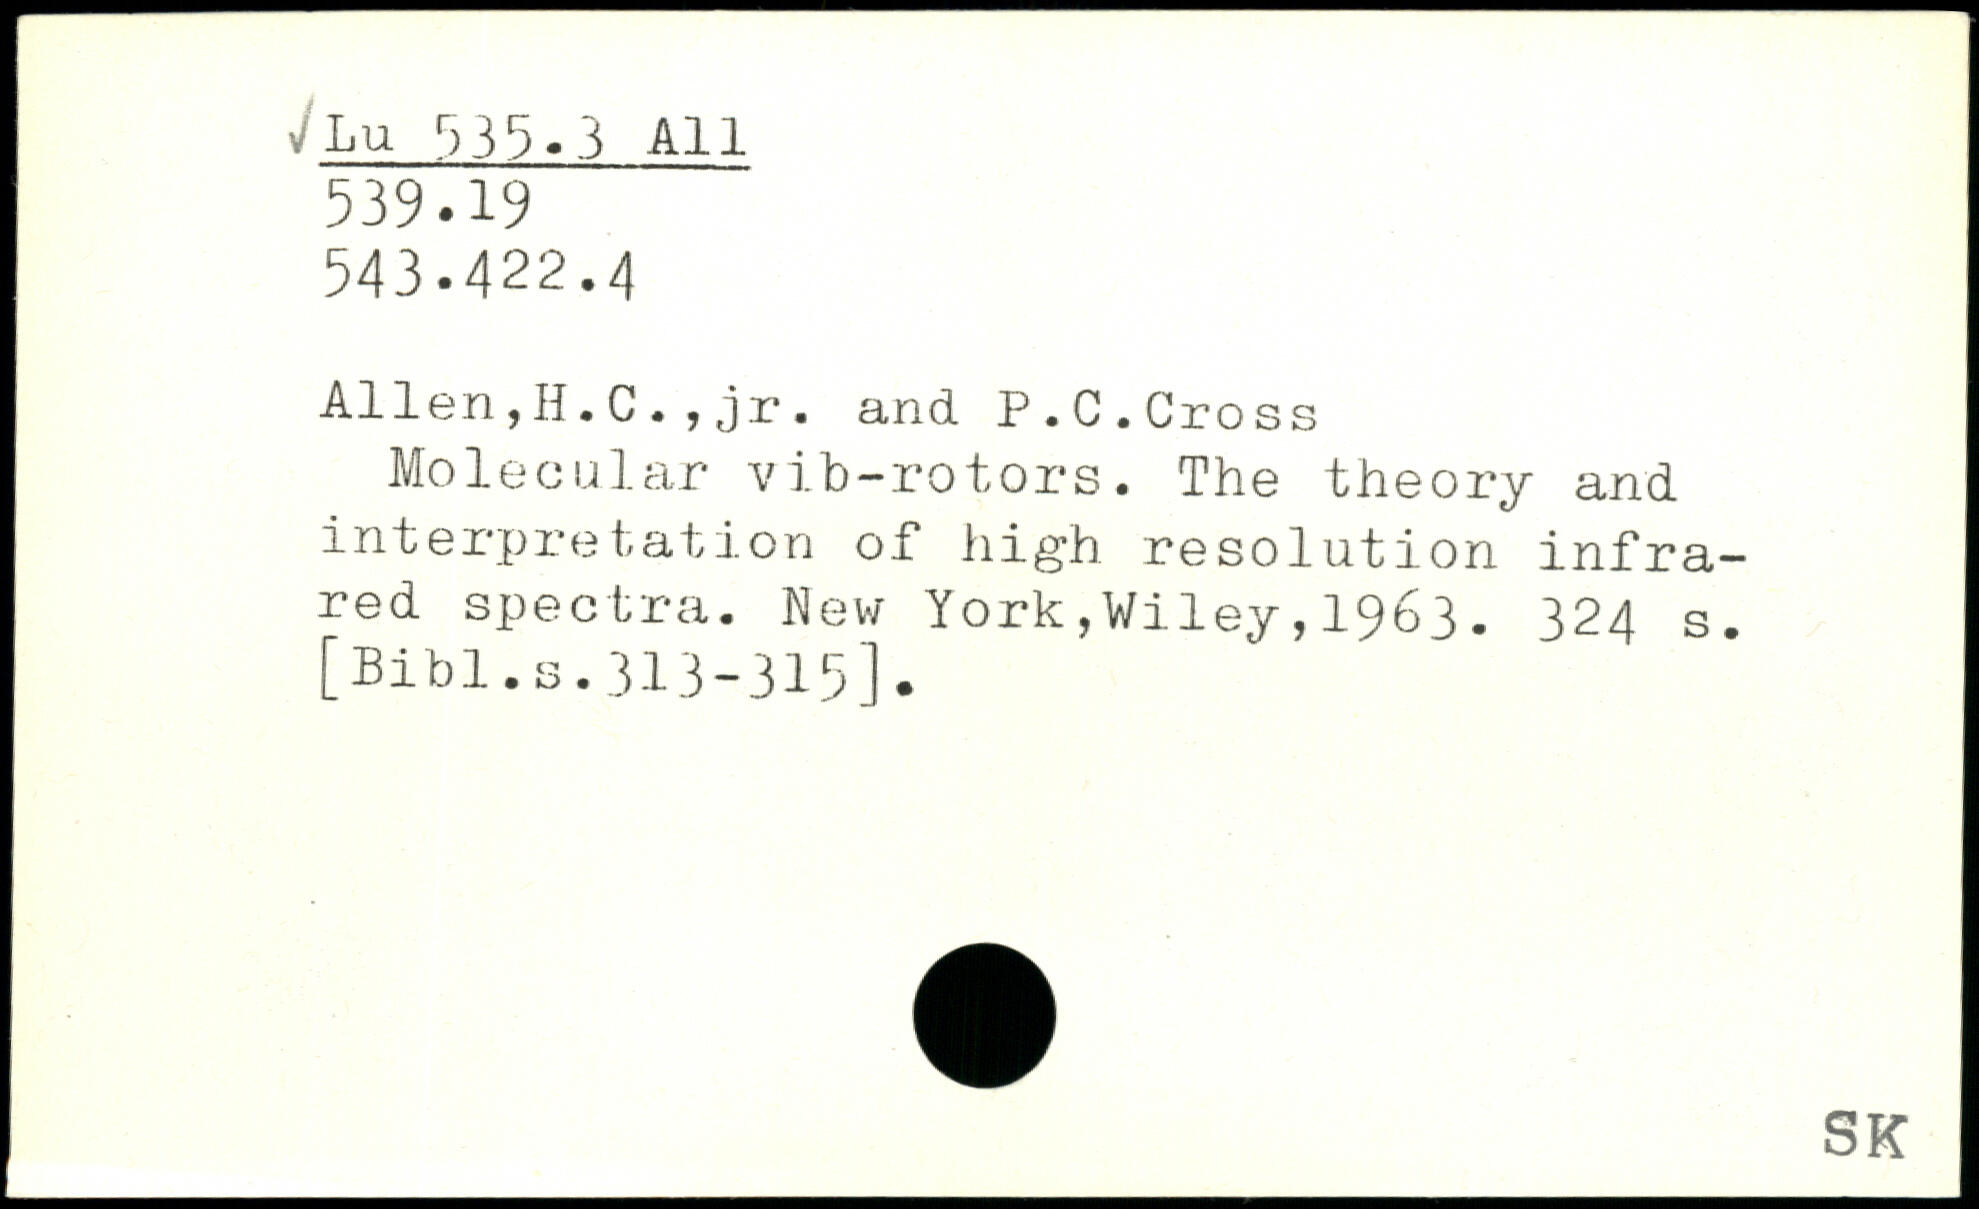 ✓Lu 535.3 All
539.19
543.422.4
Allen,H.C.,jr. and P.C.Cross
Molecular vib-rotors. The theory and
interpretation of high resolution infra-
red spectra. New York,Wiley,1963. 324 s.
[Bibl.s.313-315].
SK